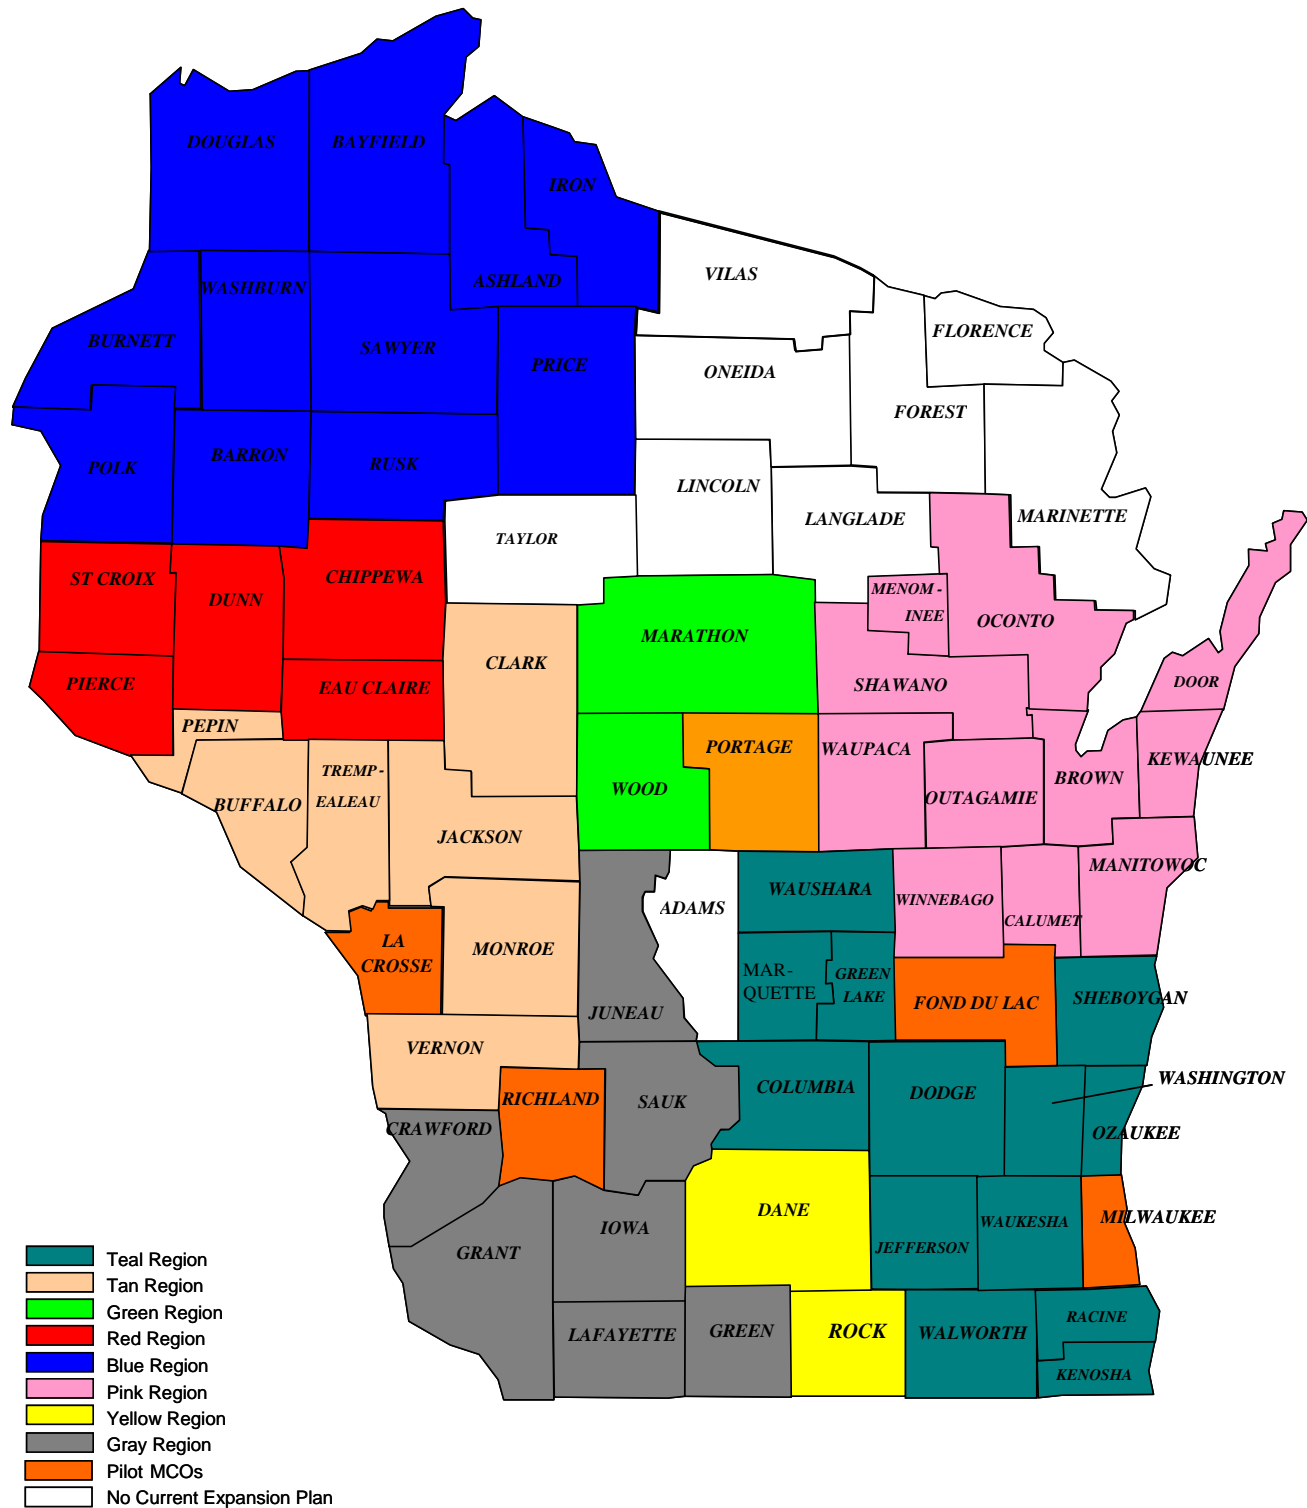 DOUGLAS
BAYFIELD
IRON
ASHLAND
VILAS
WASHBURN
FLORENCE
BURNETT
SAWYER
PRICE
ONEIDA
FOREST
POLK
BARRON
RUSK
LINCOLN
LANGLADE
MARINETTE
TAYLOR
ST CROIX
DUNN
CHIPPEWA
MENOM -
INEE
OCONTO
MARATHON
CLARK
SHAWANO
DOOR
PIERCE
EAU CLAIRE
PEPIN
PORTAGE
WAUPACA
KEWAUNEE
BROWN
TREMP -
EALEAU
BUFFALO
WOOD
OUTAGAMIE
JACKSON
MANITOWOC
WAUSHARA
WINNEBAGO
CALUMET
ADAMS
LA
CROSSE
MONROE
MAR-
QUETTE
GREEN
LAKE
FOND DU LAC
SHEBOYGAN
JUNEAU
VERNON
WASHINGTON
COLUMBIA
DODGE
RICHLAND
SAUK
CRAWFORD
OZAUKEE
DANE
MILWAUKEE
IOWA
WAUKESHA
GRANT
JEFFERSON
LAFAYETTE
GREEN
ROCK
WALWORTH
RACINE
KENOSHA
Teal Region
Tan Region
Green Region
Red Region
Blue Region
Pink Region
Yellow Region
Gray Region
Pilot MCOs
No Current Expansion Plan